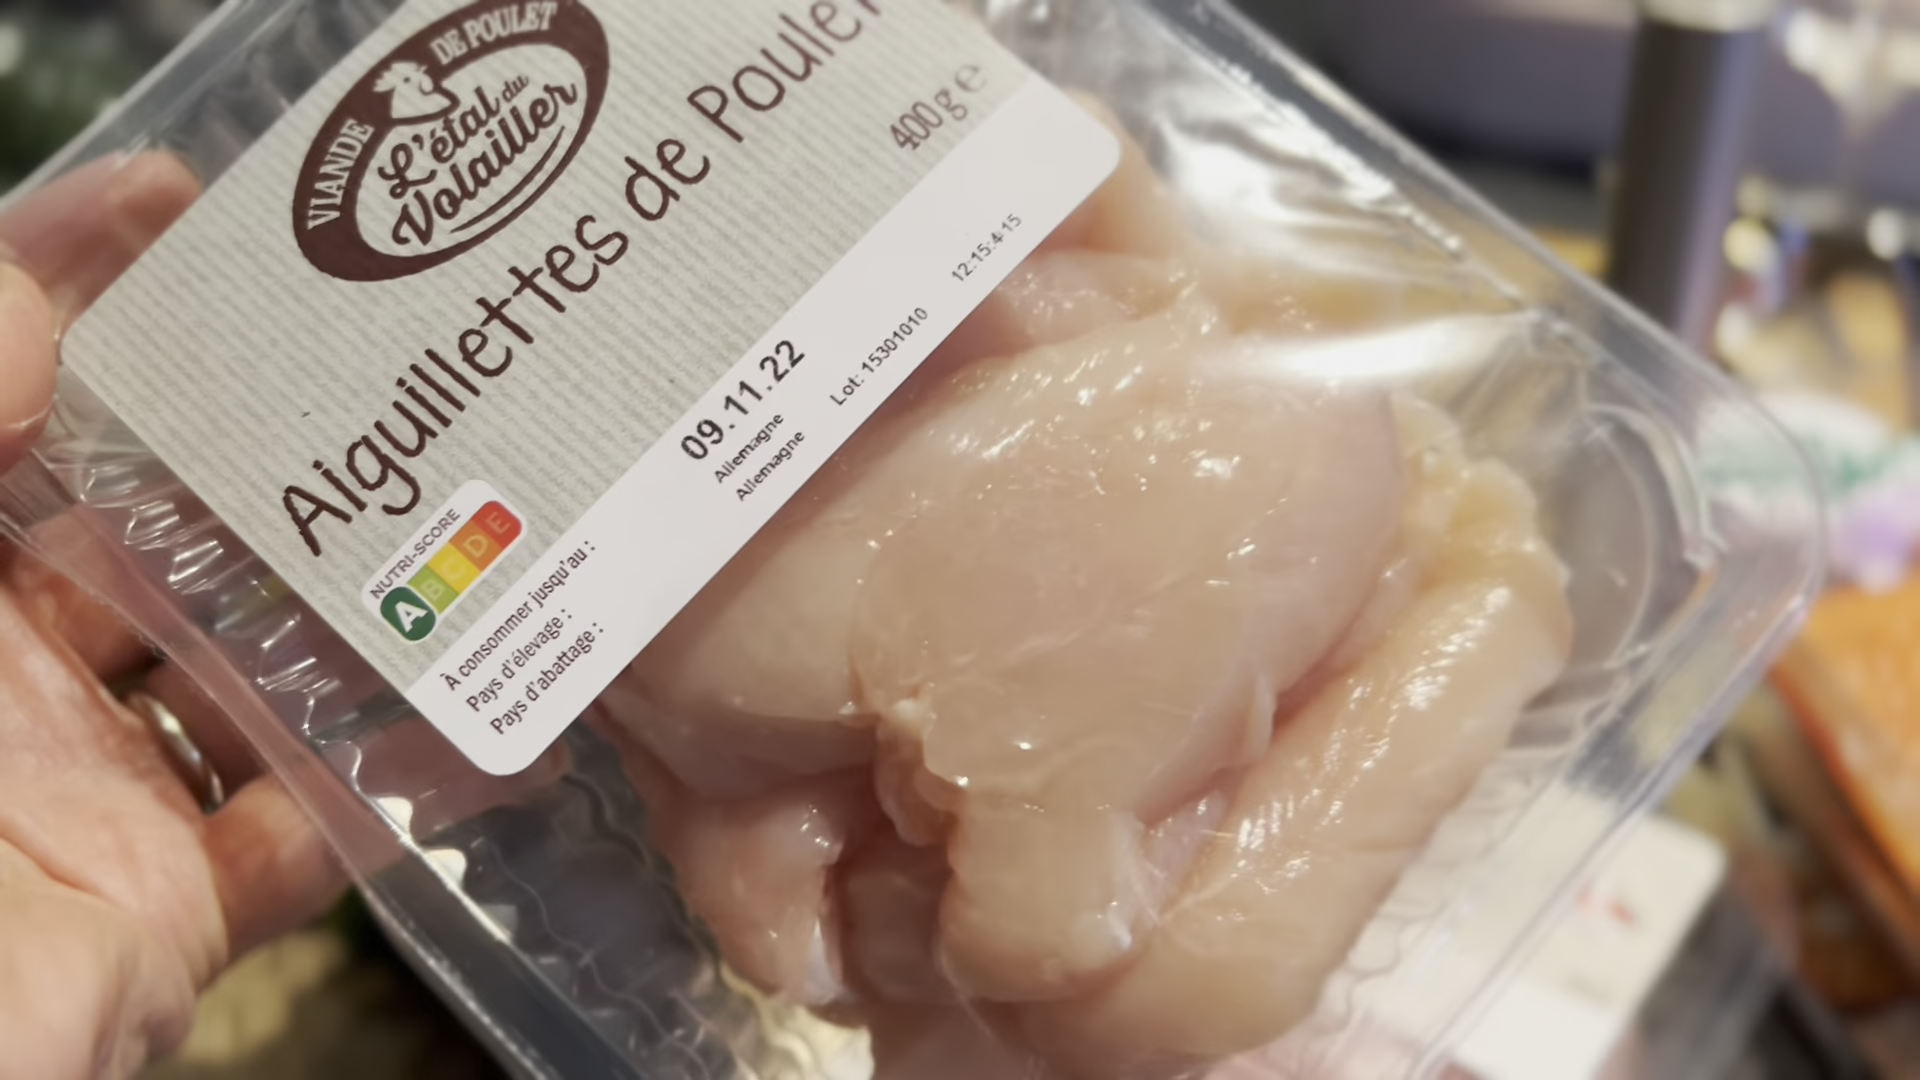 VIANDE DE POULET
L'étal du
Volailler
Aiguillettes de Poulet
400 g e
NUTRI-SCORE
A B C D E
À consommer jusqu'au : 09.11.22
Pays d'élevage : Allemagne
Pays d'abattage : Allemagne
Lot: 15301010
12:15:4:15